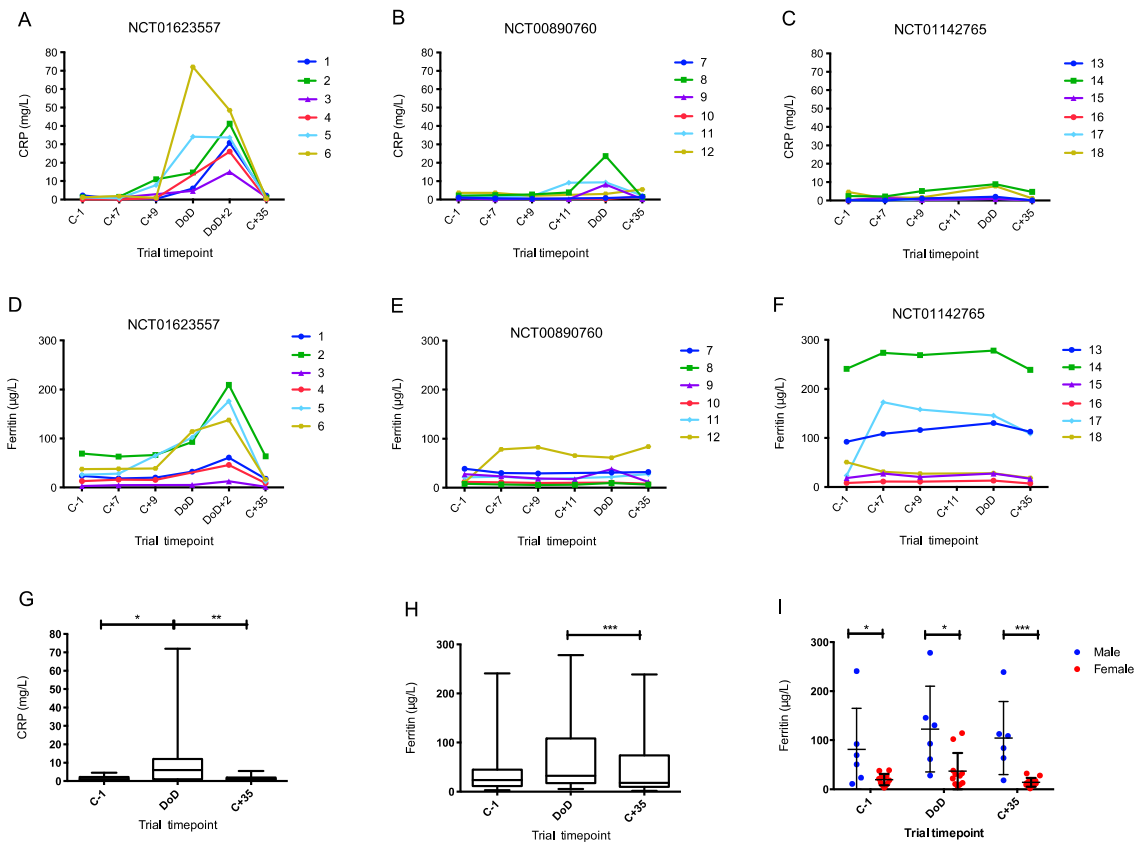 A
NCT01623557
CRP (mg/L)
80
70
60
50
40
30
20
10
0
C-1
C+7
C+9
DoD
DoD+2
C+35
Trial timepoint
1
2
3
4
5
6
B
NCT00890760
CRP (mg/L)
80
70
60
50
40
30
20
10
0
C-1
C+7
C+9
C+11
DoD
C+35
Trial timepoint
7
8
9
11
12
C
NCT01142765
CRP (mg/L)
80
70
60
50
40
30
20
10
0
C-1
C+7
C+9
C+11
DoD
C+35
Trial timepoint
13
14
15
16
17
18
D
NCT01623557
Ferritin (µg/L)
300
200
100
0
C-1
C+7
C+9
DoD
DoD+2
C+35
Trial timepoint
1
2
3
4
5
6
E
NCT00890760
Ferritin (µg/L)
300
200
100
0
C-1
C+7
C+9
C+11
DoD
C+35
Trial timepoint
7
8
9
10
11
12
F
NCT01142765
Ferritin (µg/L)
300
200
100
0
C-1
C+7
C+9
C+11
DoD
C+35
Trial timepoint
13
14
15
16
17
18
G
CRP (mg/L)
80
70
60
50
40
30
20
10
0
*
**
C-1
DoD
C+35
Trial timepoint
H
Ferritin (µg/L)
300
200
100
0
***
C-1
DoD
C+35
Trial timepoint
I
Ferritin (µg/L)
300
200
100
0
*
*
***
C-1
DoD
C+35
Trial timepoint
Male
Female